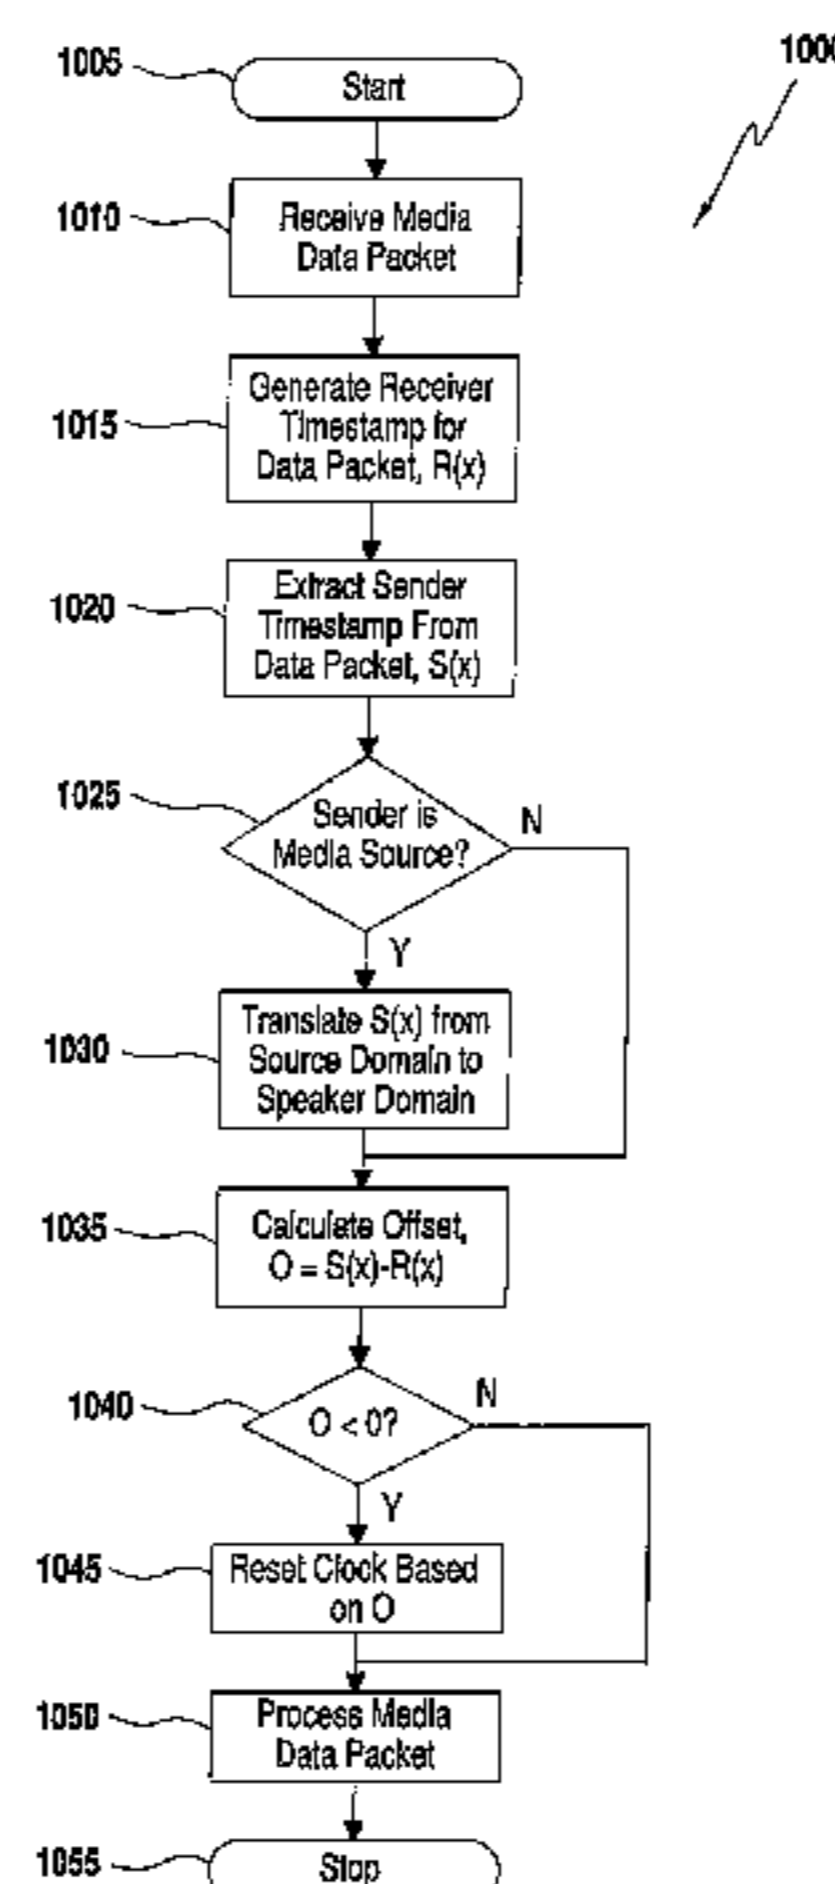 1005
Start
1010
Receive Media
Data Packet
1015
Generate Receiver
Timestamp for
Data Packet, R(x)
1020
Extract Sender
Timestamp From
Data Packet, S(x)
1025
Sender is
Media Source?
N
Y
1030
Translate S(x) from
Source Domain to
Speaker Domain
1035
Calculate Offset,
O = S(x)-R(x)
1040
O < 0?
N
Y
1045
Reset Clock Based
on O
1050
Process Media
Data Packet
1055
Stop